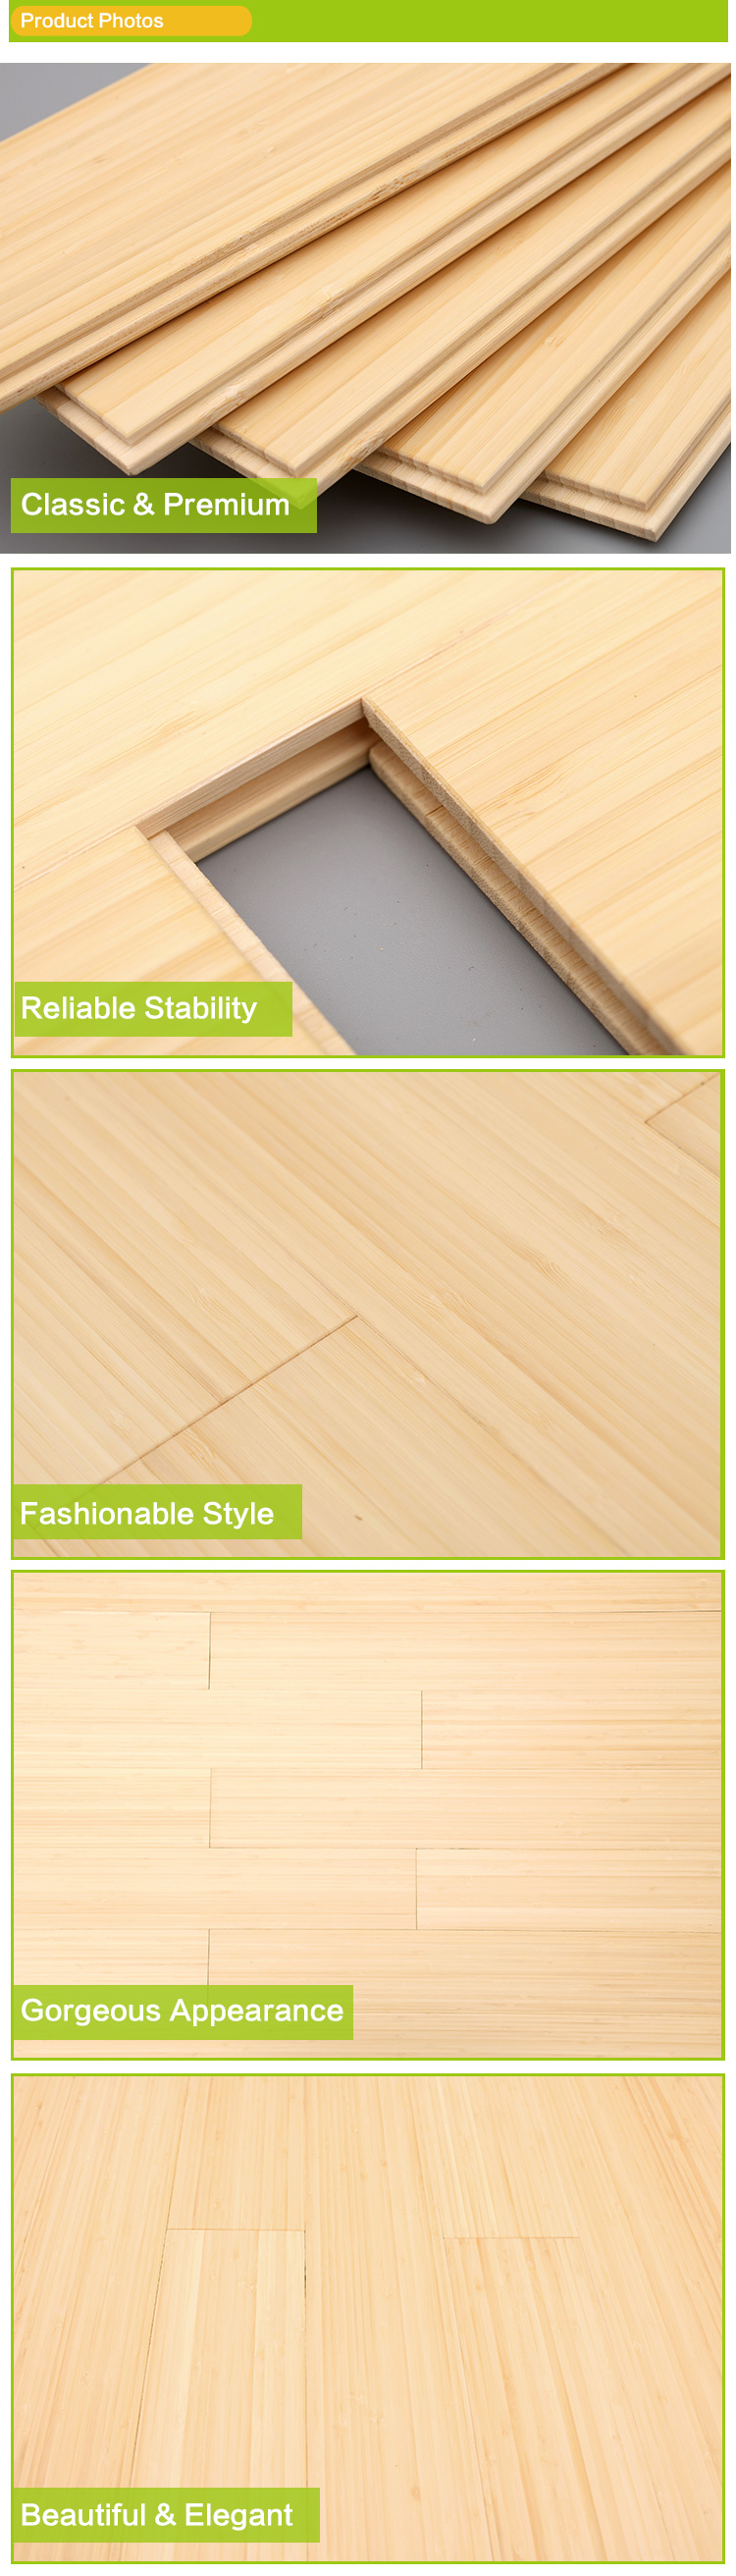 Product Photos
Classic & Premium
Reliable Stability
Fashionable Style
Gorgeous Appearance
Beautiful & Elegant